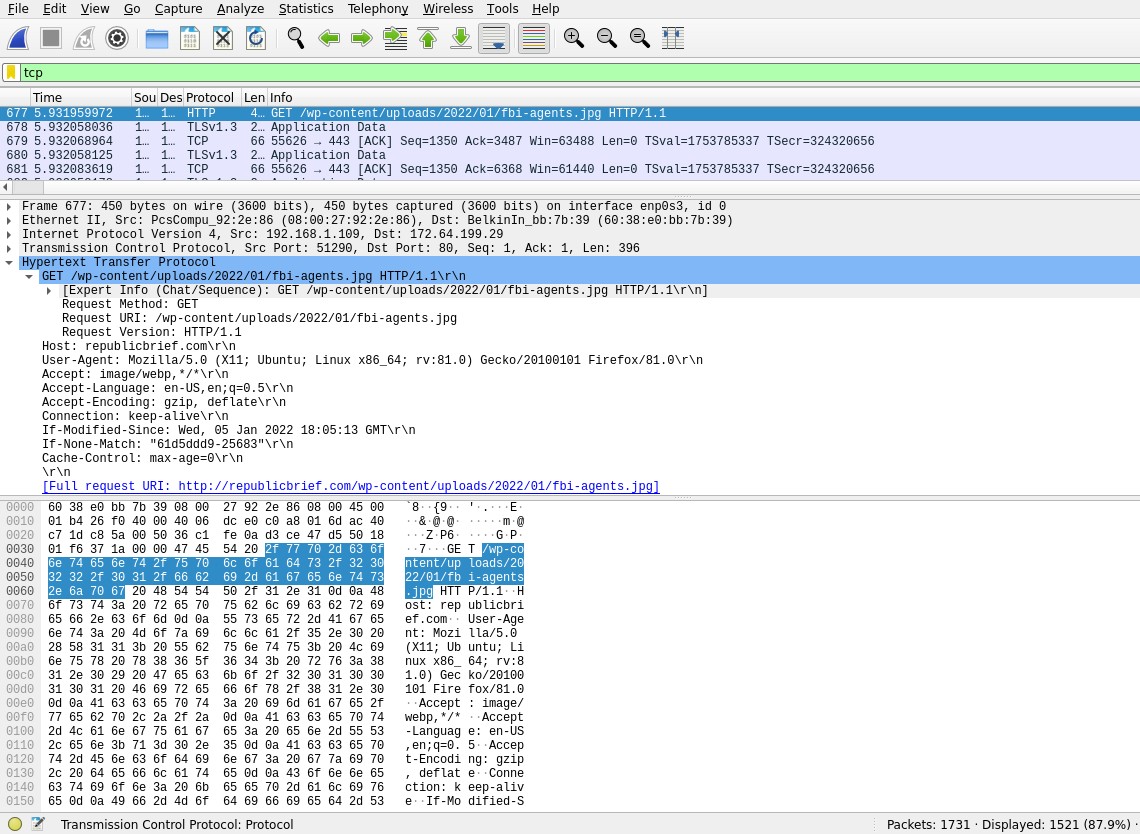 File Edit View Go Capture Analyze Statistics Telephony Wireless Tools Help
tcp
Time Sou Des Protocol Len Info
677 5.931959972 1… 1… HTTP 4… GET /wp-content/uploads/2022/01/fbi-agents.jpg HTTP/1.1
678 5.932058036 1… 1… TLSv1.3 2… Application Data
679 5.932068964 1… 1… TCP 66 55626 → 443 [ACK] Seq=1350 Ack=3487 Win=63488 Len=0 TSval=1753785337 TSecr=324320656
680 5.932058125 1… 1… TLSv1.3 2… Application Data
681 5.932083619 1… 1… TCP 66 55626 → 443 [ACK] Seq=1350 Ack=6368 Win=61440 Len=0 TSval=1753785337 TSecr=324320656
Frame 677: 450 bytes on wire (3600 bits), 450 bytes captured (3600 bits) on interface enp0s3, id 0
Ethernet II, Src: PcsCompu_92:2e:86 (08:00:27:92:2e:86), Dst: BelkinIn_bb:7b:39 (60:38:e0:bb:7b:39)
Internet Protocol Version 4, Src: 192.168.1.109, Dst: 172.64.199.29
Transmission Control Protocol, Src Port: 51290, Dst Port: 80, Seq: 1, Ack: 1, Len: 396
Hypertext Transfer Protocol
GET /wp-content/uploads/2022/01/fbi-agents.jpg HTTP/1.1\r\n
[Expert Info (Chat/Sequence): GET /wp-content/uploads/2022/01/fbi-agents.jpg HTTP/1.1\r\n]
Request Method: GET
Request URI: /wp-content/uploads/2022/01/fbi-agents.jpg
Request Version: HTTP/1.1
Host: republicbrief.com\r\n
User-Agent: Mozilla/5.0 (X11; Ubuntu; Linux x86_64; rv:81.0) Gecko/20100101 Firefox/81.0\r\n
Accept: image/webp,*/*\r\n
Accept-Language: en-US,en;q=0.5\r\n
Accept-Encoding: gzip, deflate\r\n
Connection: keep-alive\r\n
If-Modified-Since: Wed, 05 Jan 2022 18:05:13 GMT\r\n
If-None-Match: "61d5ddd9-25683"\r\n
Cache-Control: max-age=0\r\n
\r\n
[Full request URI: http://republicbrief.com/wp-content/uploads/2022/01/fbi-agents.jpg]
0000 60 38 e0 bb 7b 39 08 00 27 92 2e 86 08 00 45 00 `8··{9·· '·.···E·
0010 01 b4 26 f0 40 00 40 06 dc e0 c0 a8 01 6d ac 40 ··&·@·@· ·····m·@
0020 c7 1d c8 5a 00 50 36 c1 fe 0a d3 ce 47 d5 50 18 ···Z·P6· ····G·P·
0030 01 f6 37 1a 00 00 47 45 54 20 2f 77 70 2d 63 6f ··7···GE T /wp-co
0040 6e 74 65 6e 74 2f 75 70 6c 6f 61 64 73 2f 32 30 ntent/up loads/20
0050 32 32 2f 30 31 2f 66 62 69 2d 61 67 65 6e 74 73 22/01/fb i-agents
0060 2e 6a 70 67 20 48 54 54 50 2f 31 2e 31 0d 0a 48 .jpg HTT P/1.1··H
0070 6f 73 74 3a 20 72 65 70 75 62 6c 69 63 62 72 69 ost: rep ublicbri
0080 65 66 2e 63 6f 6d 0d 0a 55 73 65 72 2d 41 67 65 ef.com·· User-Age
0090 6e 74 3a 20 4d 6f 7a 69 6c 6c 61 2f 35 2e 30 20 nt: Mozi lla/5.0
00a0 28 58 31 31 3b 20 55 62 75 6e 74 75 3b 20 4c 69 (X11; Ub untu; Li
00b0 6e 75 78 20 78 38 36 5f 36 34 3b 20 72 76 3a 38 nux x86_ 64; rv:8
00c0 31 2e 30 29 20 47 65 63 6b 6f 2f 32 30 31 30 30 1.0) Gec ko/20100
00d0 31 30 31 20 46 69 72 65 66 6f 78 2f 38 31 2e 30 101 Fire fox/81.0
00e0 0d 0a 41 63 63 65 70 74 3a 20 69 6d 61 67 65 2f ··Accept : image/
00f0 77 65 62 70 2c 2a 2f 2a 0d 0a 41 63 63 65 70 74 webp,*/* ··Accept
0100 2d 4c 61 6e 67 75 61 67 65 3a 20 65 6e 2d 55 53 -Languag e: en-US
0110 2c 65 6e 3b 71 3d 30 2e 35 0d 0a 41 63 63 65 70 ,en;q=0. 5··Accep
0120 74 2d 45 6e 63 6f 64 69 6e 67 3a 20 67 7a 69 70 t-Encodi ng: gzip
0130 2c 20 64 65 66 6c 61 74 65 0d 0a 43 6f 6e 6e 65 , deflat e··Conne
0140 63 74 69 6f 6e 3a 20 6b 65 65 70 2d 61 6c 69 76 ction: k eep-aliv
0150 65 0d 0a 49 66 2d 4d 6f 64 69 66 69 65 64 2d 53 e··If-Mo dified-S
Transmission Control Protocol: Protocol
Packets: 1731 · Displayed: 1521 (87.9%) ·